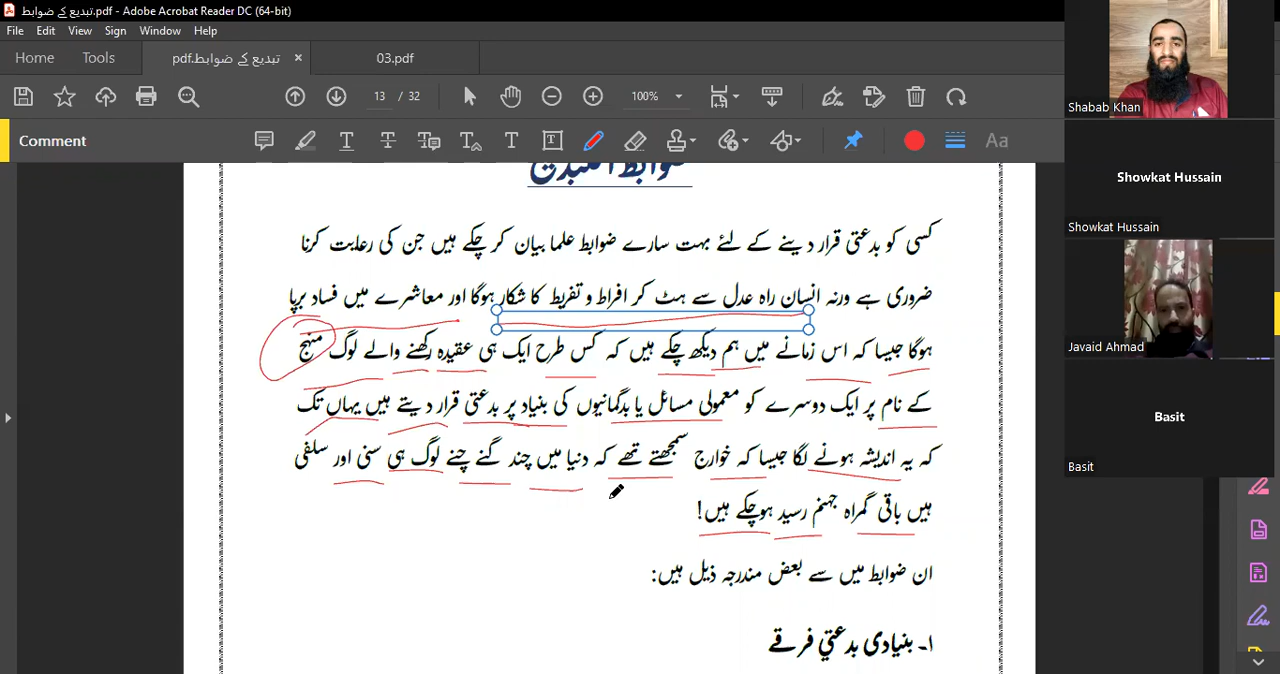 تبدیع کے ضوابط.pdf - Adobe Acrobat Reader DC (64-bit)
File Edit View Sign Window Help
Home Tools تبدیع کے ضوابط.pdf × 03.pdf
13 / 32 100%
Comment
Aa
ضوابط التبدیع
کسی کو بدعتی قرار دینے کے لئے بہت سارے ضوابط علما بیان کر چکے ہیں جن کی رعایت کرنا
ضروری ہے ورنہ انسان راہ عدل سے ہٹ کر افراط و تفریط کا شکار ہوگا اور معاشرے میں فساد برپا
ہوگا جیسا کہ اس زمانے میں ہم دیکھ چکے ہیں کہ کس طرح ایک ہی عقیدہ رکھنے والے لوگ منہج
کے نام پر ایک دوسرے کو معمولی مسائل یا بدگمانیوں کی بنیاد پر بدعتی قرار دیتے ہیں یہاں تک
کہ یہ اندیشہ ہونے لگا جیسا کہ خوارج سمجھتے تھے کہ دنیا میں چند گنے چنے لوگ ہی سنی اور سلفی
ہیں باقی گمراہ جہنم رسید ہوچکے ہیں!
ان ضوابط میں سے بعض مندرجہ ذیل ہیں:
۱۔ بنیادی بدعتي فرقے
Shabab Khan
Showkat Hussain
Showkat Hussain
Javaid Ahmad
Basit
Basit